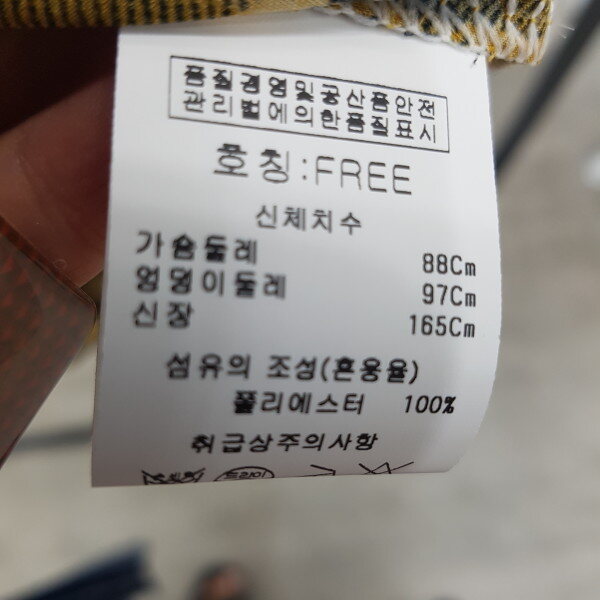 품질경영및공산품안전
관리법에의한품질표시
호칭:FREE
신체치수
가슴둘레 88Cm
엉덩이둘레 97Cm
신장 165Cm
섬유의 조성(혼용율)
폴리에스터 100%
취급상주의사항
드라이